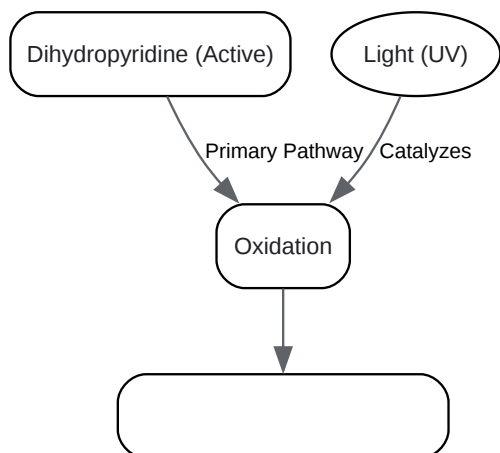 Dihydropyridine (Active)
Light (UV)
Primary Pathway
Catalyzes
Oxidation